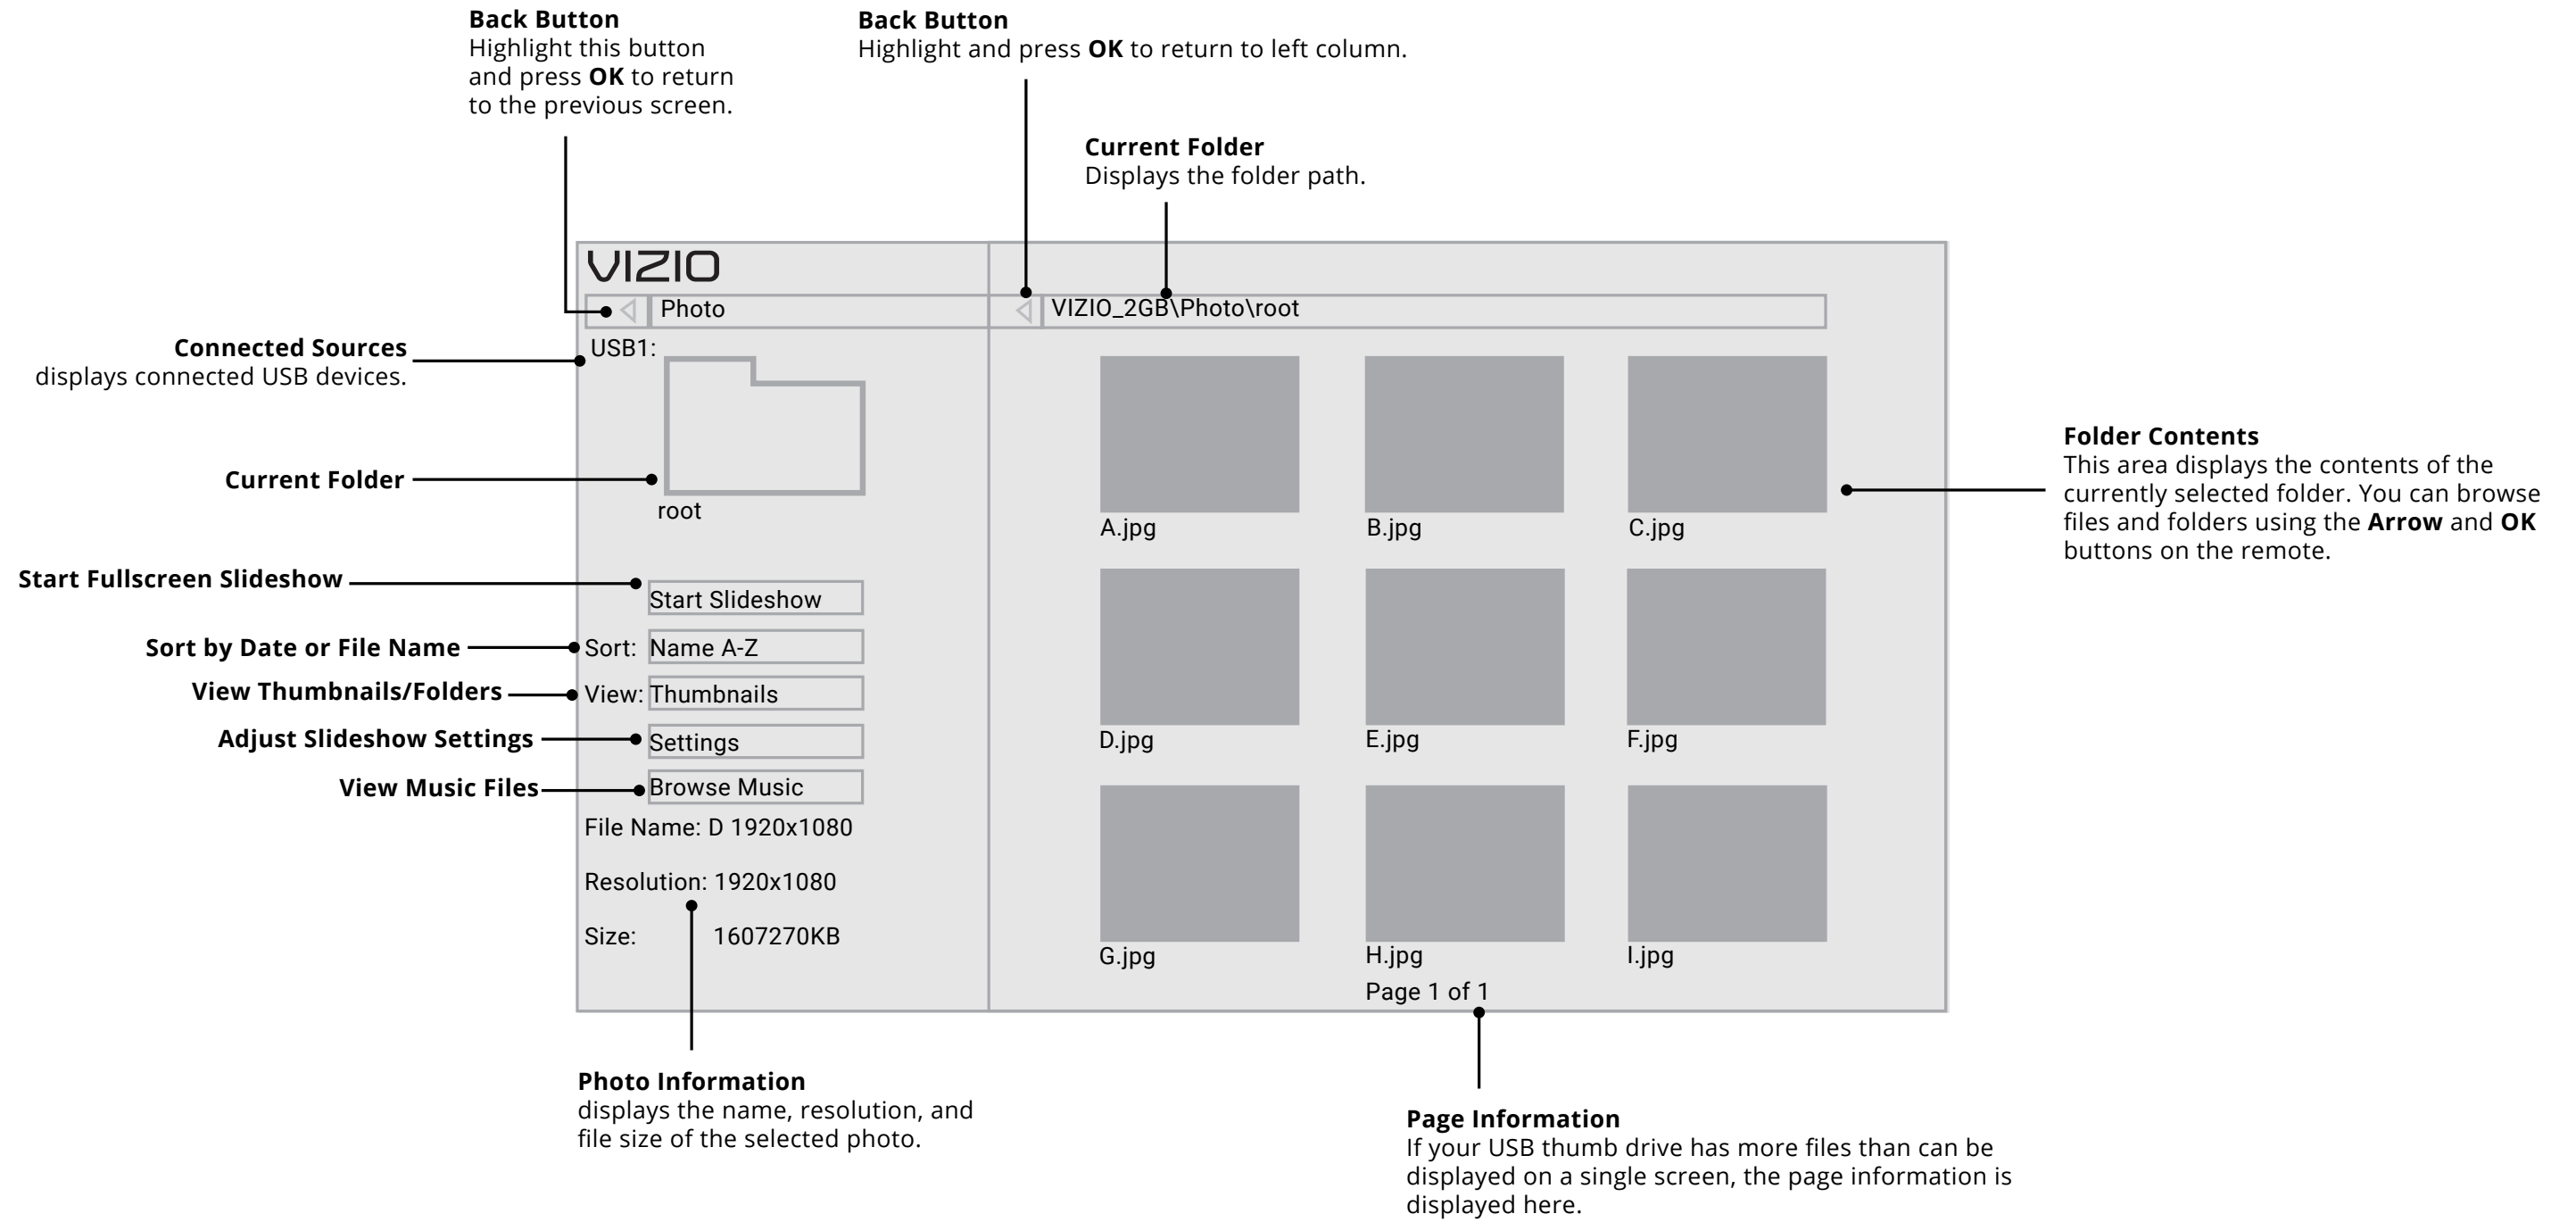 Back Button
Highlight this button
and press OK to return
to the previous screen.
Back Button
Highlight and press OK to return to left column.
Current Folder
Displays the folder path.
VIZIO
Photo
VIZIO_2GB\Photo\root
Connected Sources
displays connected USB devices.
USB1:
Current Folder
root
Start Fullscreen Slideshow
Start Slideshow
Sort by Date or File Name
Sort: Name A-Z
View Thumbnails/Folders
View: Thumbnails
Adjust Slideshow Settings
Settings
View Music Files
Browse Music
File Name: D 1920x1080
Resolution: 1920x1080
Size: 1607270KB
A.jpg
B.jpg
C.jpg
D.jpg
E.jpg
F.jpg
G.jpg
H.jpg
I.jpg
Page 1 of 1
Folder Contents
This area displays the contents of the
currently selected folder. You can browse
files and folders using the Arrow and OK
buttons on the remote.
Photo Information
displays the name, resolution, and
file size of the selected photo.
Page Information
If your USB thumb drive has more files than can be
displayed on a single screen, the page information is
displayed here.